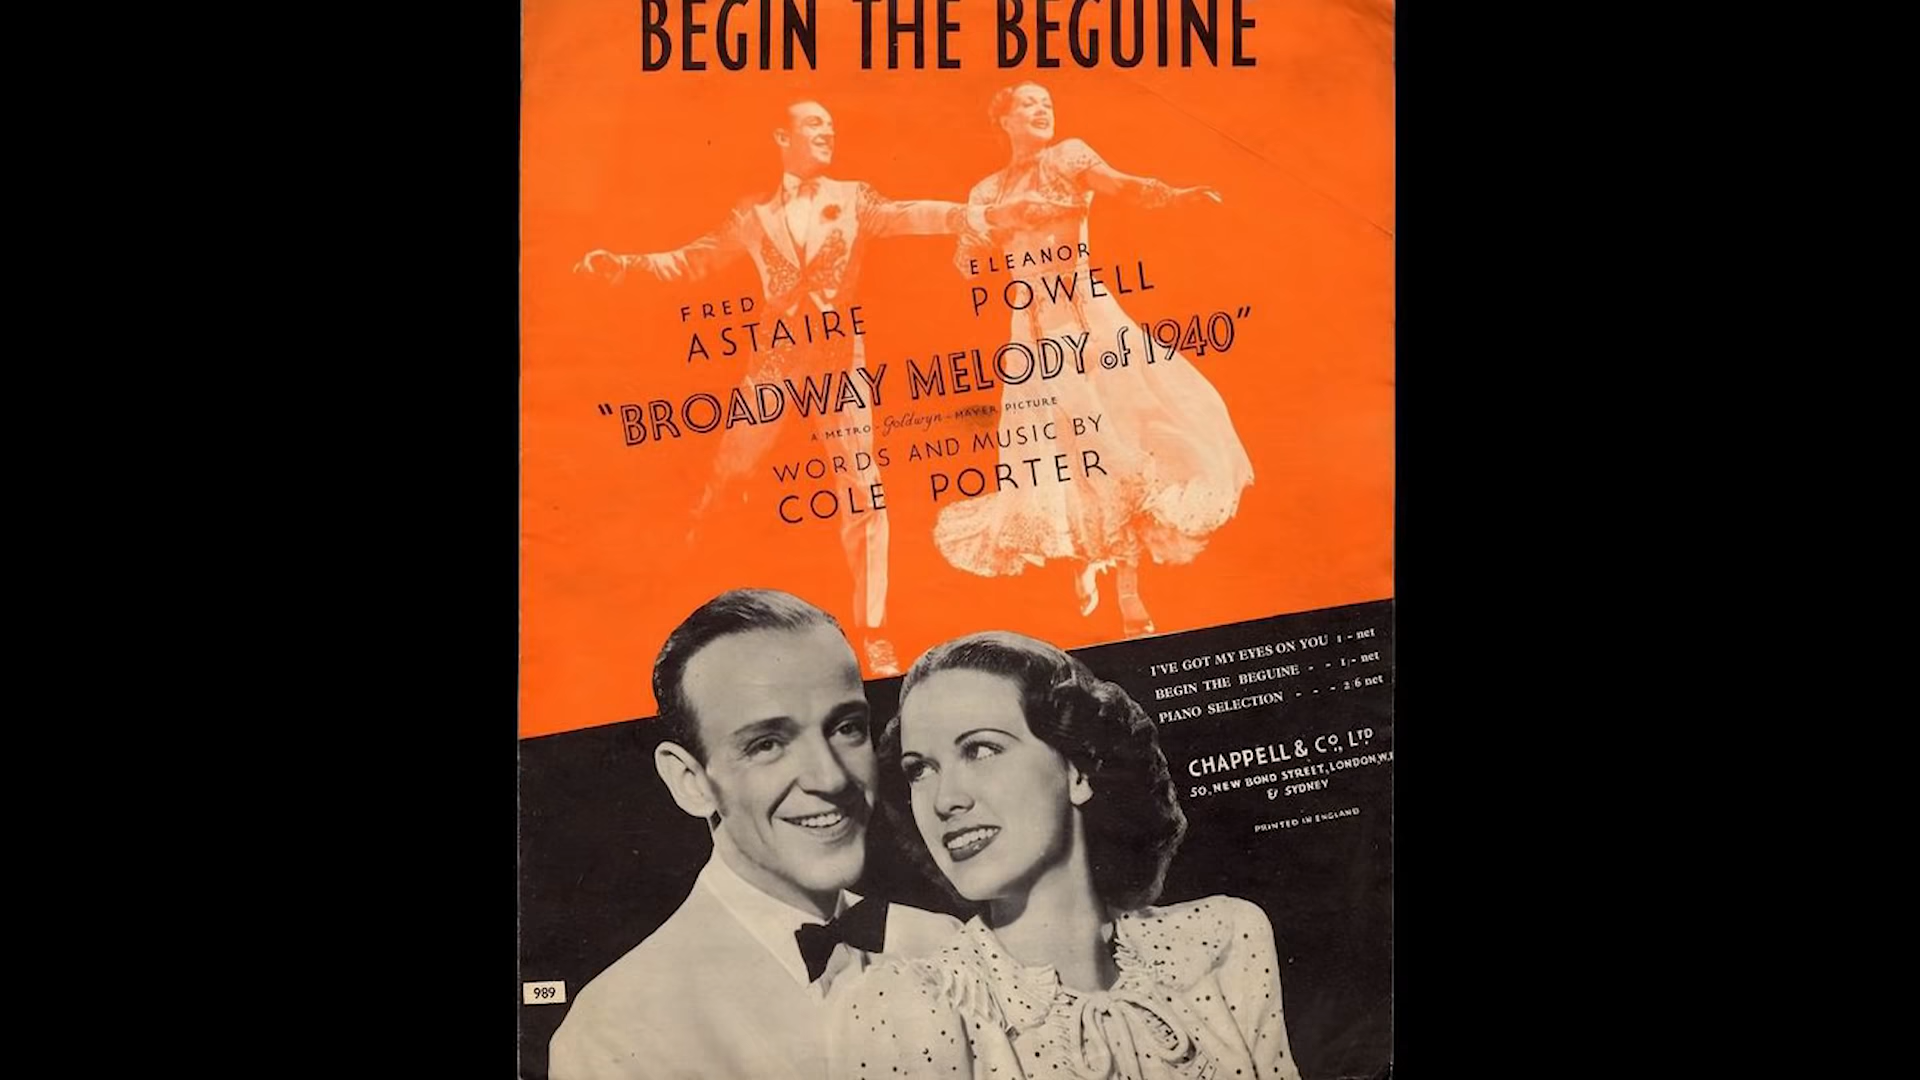 BEGIN THE BEGUINE
FRED
ASTAIRE
ELEANOR
POWELL
"BROADWAY MELODY of 1940"
A METRO-Goldwyn-MAYER PICTURE
WORDS AND MUSIC BY
COLE PORTER
I'VE GOT MY EYES ON YOU 1 - net
BEGIN THE BEGUINE - - 1 - net
PIANO SELECTION - - - 2/6 net
CHAPPELL & CO., LTD
50, NEW BOND STREET, LONDON, W.1
& SYDNEY
PRINTED IN ENGLAND
989